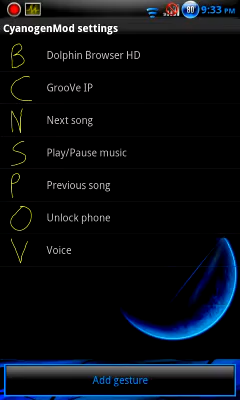 80 9:33 PM
CyanogenMod settings
B Dolphin Browser HD
C GrooVe IP
N Next song
S Play/Pause music
P Previous song
O Unlock phone
V Voice
Add gesture